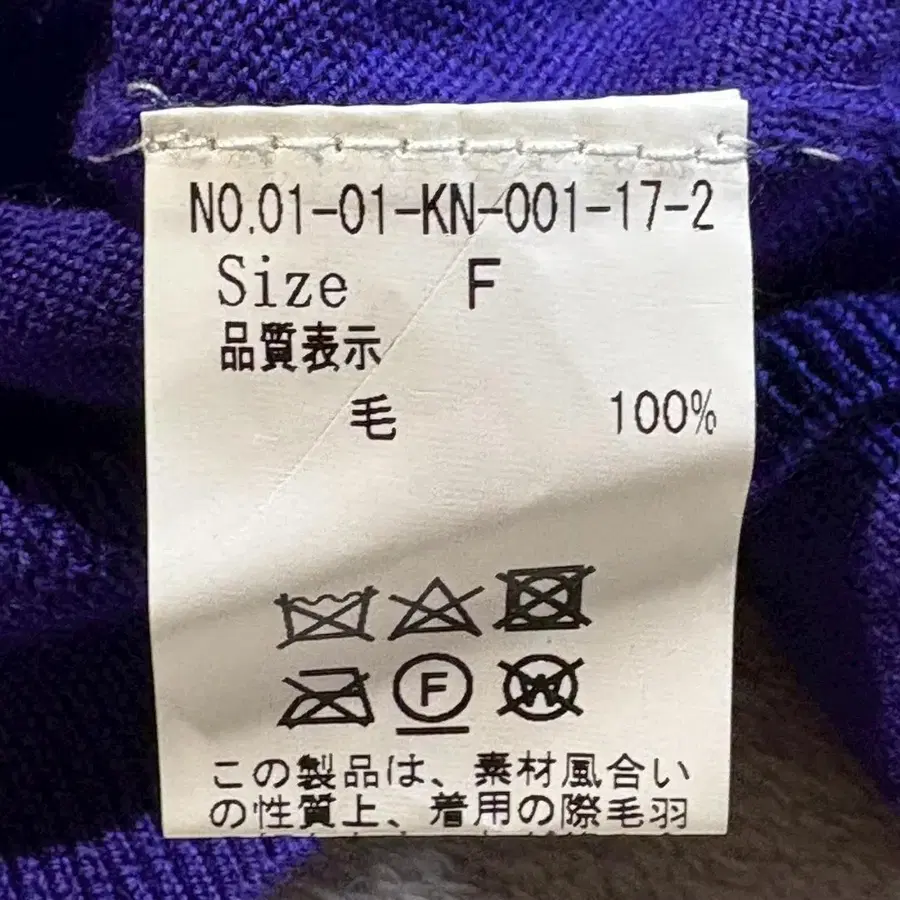 NO.01-01-KN-001-17-2
Size F
品質表示
毛 100%
F
W
この製品は、素材風合い
の性質上、着用の際毛羽